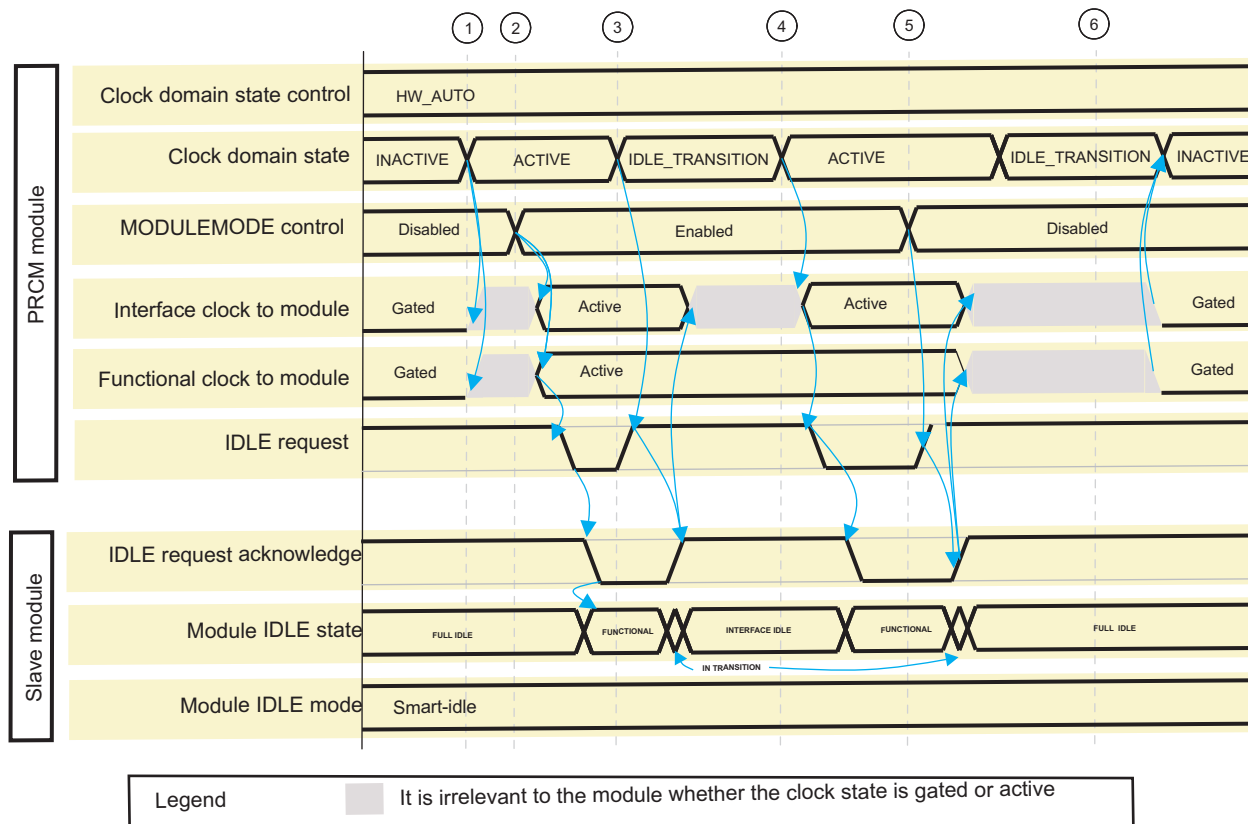 1 2 3 4 5 6
PRCM module
Clock domain state control
HW_AUTO
Clock domain state
INACTIVE ACTIVE IDLE_TRANSITION ACTIVE IDLE_TRANSITION INACTIVE
MODULEMODE control
Disabled Enabled Disabled
Interface clock to module
Gated Active Active Gated
Functional clock to module
Gated Active Gated
IDLE request
Slave module
IDLE request acknowledge
Module IDLE state
FULL IDLE FUNCTIONAL INTERFACE IDLE FUNCTIONAL FULL IDLE
IN TRANSITION
Module IDLE mode
Smart-idle
Legend
It is irrelevant to the module whether the clock state is gated or active